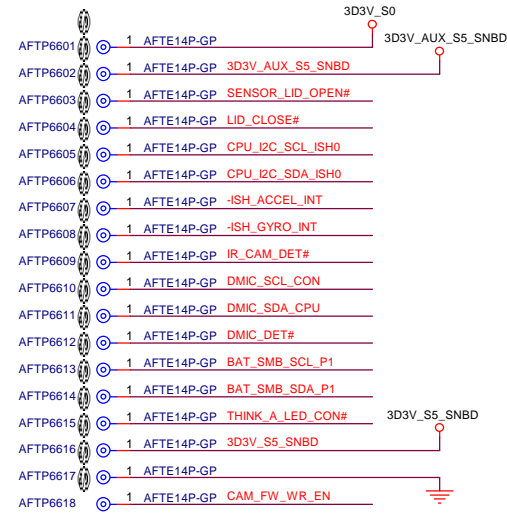 3D3V_S0
3D3V_AUX_S5_SNBD
AFTP6601 1 AFTE14P-GP
AFTP6602 1 AFTE14P-GP 3D3V_AUX_S5_SNBD
AFTP6603 1 AFTE14P-GP SENSOR_LID_OPEN#
AFTP6604 1 AFTE14P-GP LID_CLOSE#
AFTP6605 1 AFTE14P-GP CPU_I2C_SCL_ISH0
AFTP6606 1 AFTE14P-GP CPU_I2C_SDA_ISH0
AFTP6607 1 AFTE14P-GP -ISH_ACCEL_INT
AFTP6608 1 AFTE14P-GP -ISH_GYRO_INT
AFTP6609 1 AFTE14P-GP IR_CAM_DET#
AFTP6610 1 AFTE14P-GP DMIC_SCL_CON
AFTP6611 1 AFTE14P-GP DMIC_SDA_CPU
AFTP6612 1 AFTE14P-GP DMIC_DET#
AFTP6613 1 AFTE14P-GP BAT_SMB_SCL_P1
AFTP6614 1 AFTE14P-GP BAT_SMB_SDA_P1
AFTP6615 1 AFTE14P-GP THINK_A_LED_CON#
3D3V_S5_SNBD
AFTP6616 1 AFTE14P-GP 3D3V_S5_SNBD
AFTP6617 1 AFTE14P-GP
AFTP6618 1 AFTE14P-GP CAM_FW_WR_EN